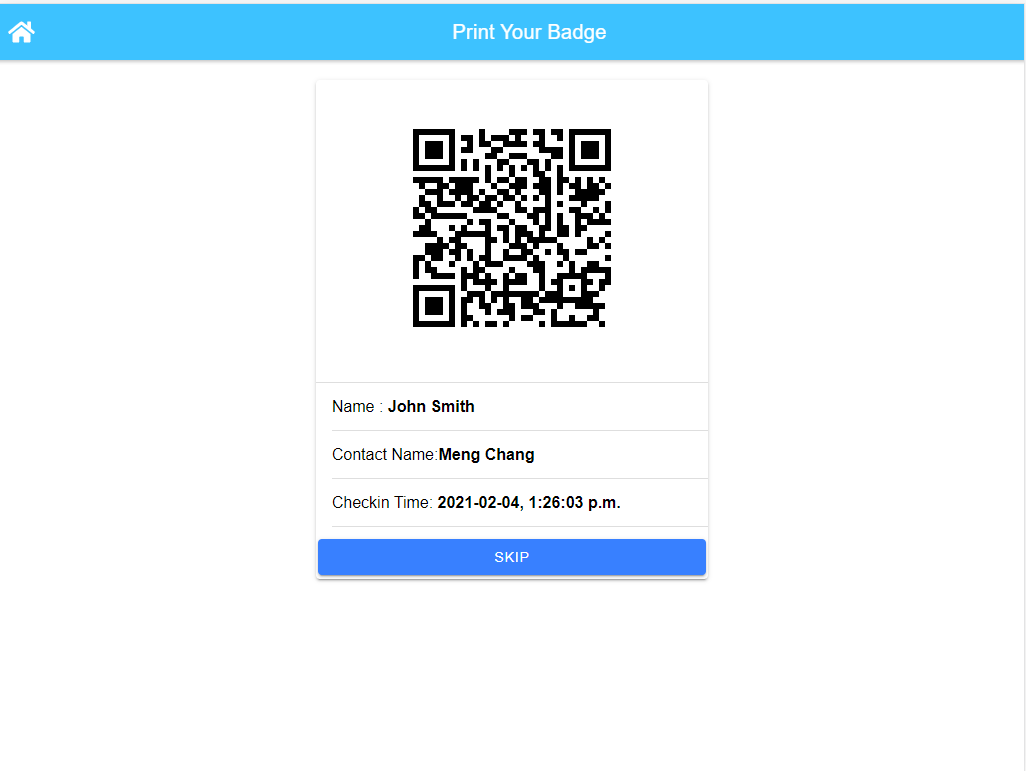 Print Your Badge
Name : John Smith
Contact Name:Meng Chang
Checkin Time: 2021-02-04, 1:26:03 p.m.
SKIP